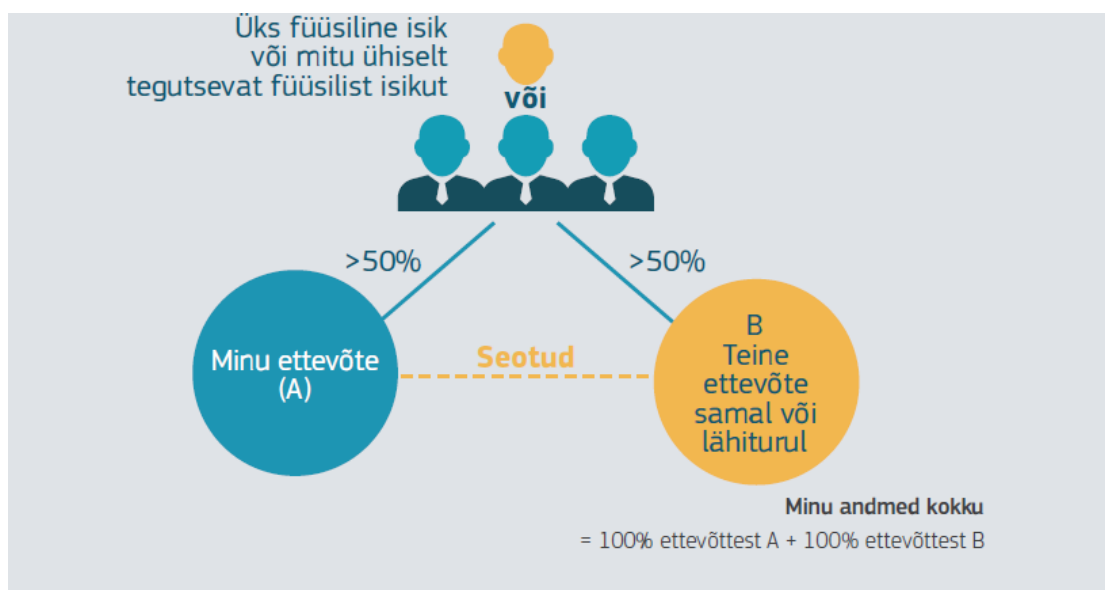 Üks füüsiline isik
või mitu ühiselt
tegutsevat füüsilist isikut
või
>50%
>50%
Minu ettevõte
(A)
Seotud
B
Teine
ettevõte
samal või
lähiturul
Minu andmed kokku
= 100% ettevõttest A + 100% ettevõttest B